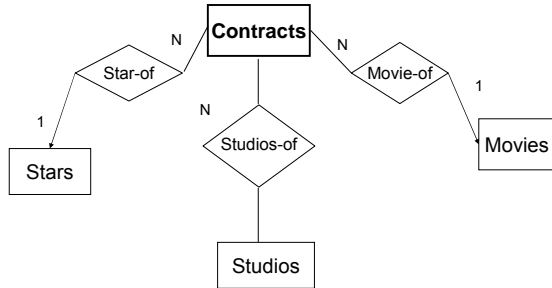 Contracts
N
N
Star-of
Movie-of
1
N
1
Studios-of
Stars
Movies
Studios